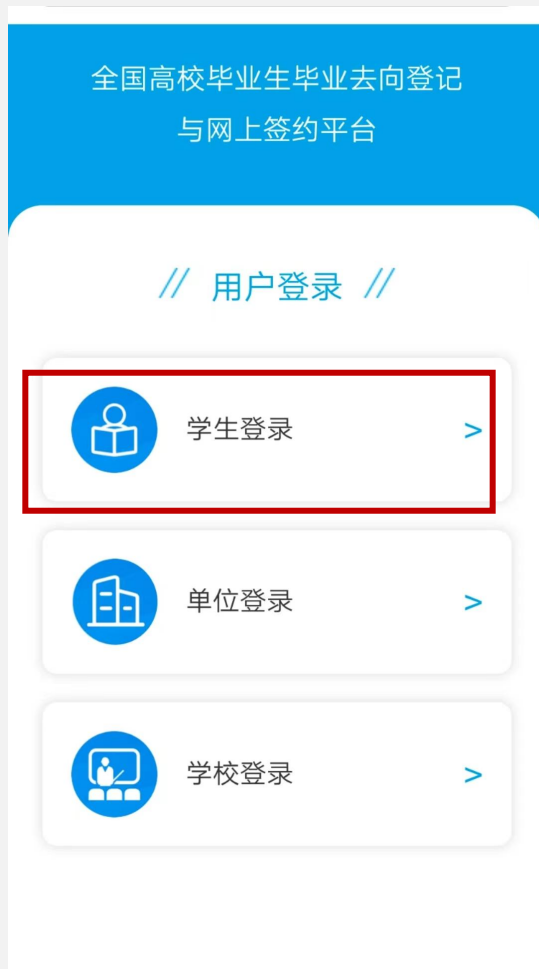 全国高校毕业生毕业去向登记
与网上签约平台
// 用户登录 //
学生登录 >
单位登录 >
学校登录 >